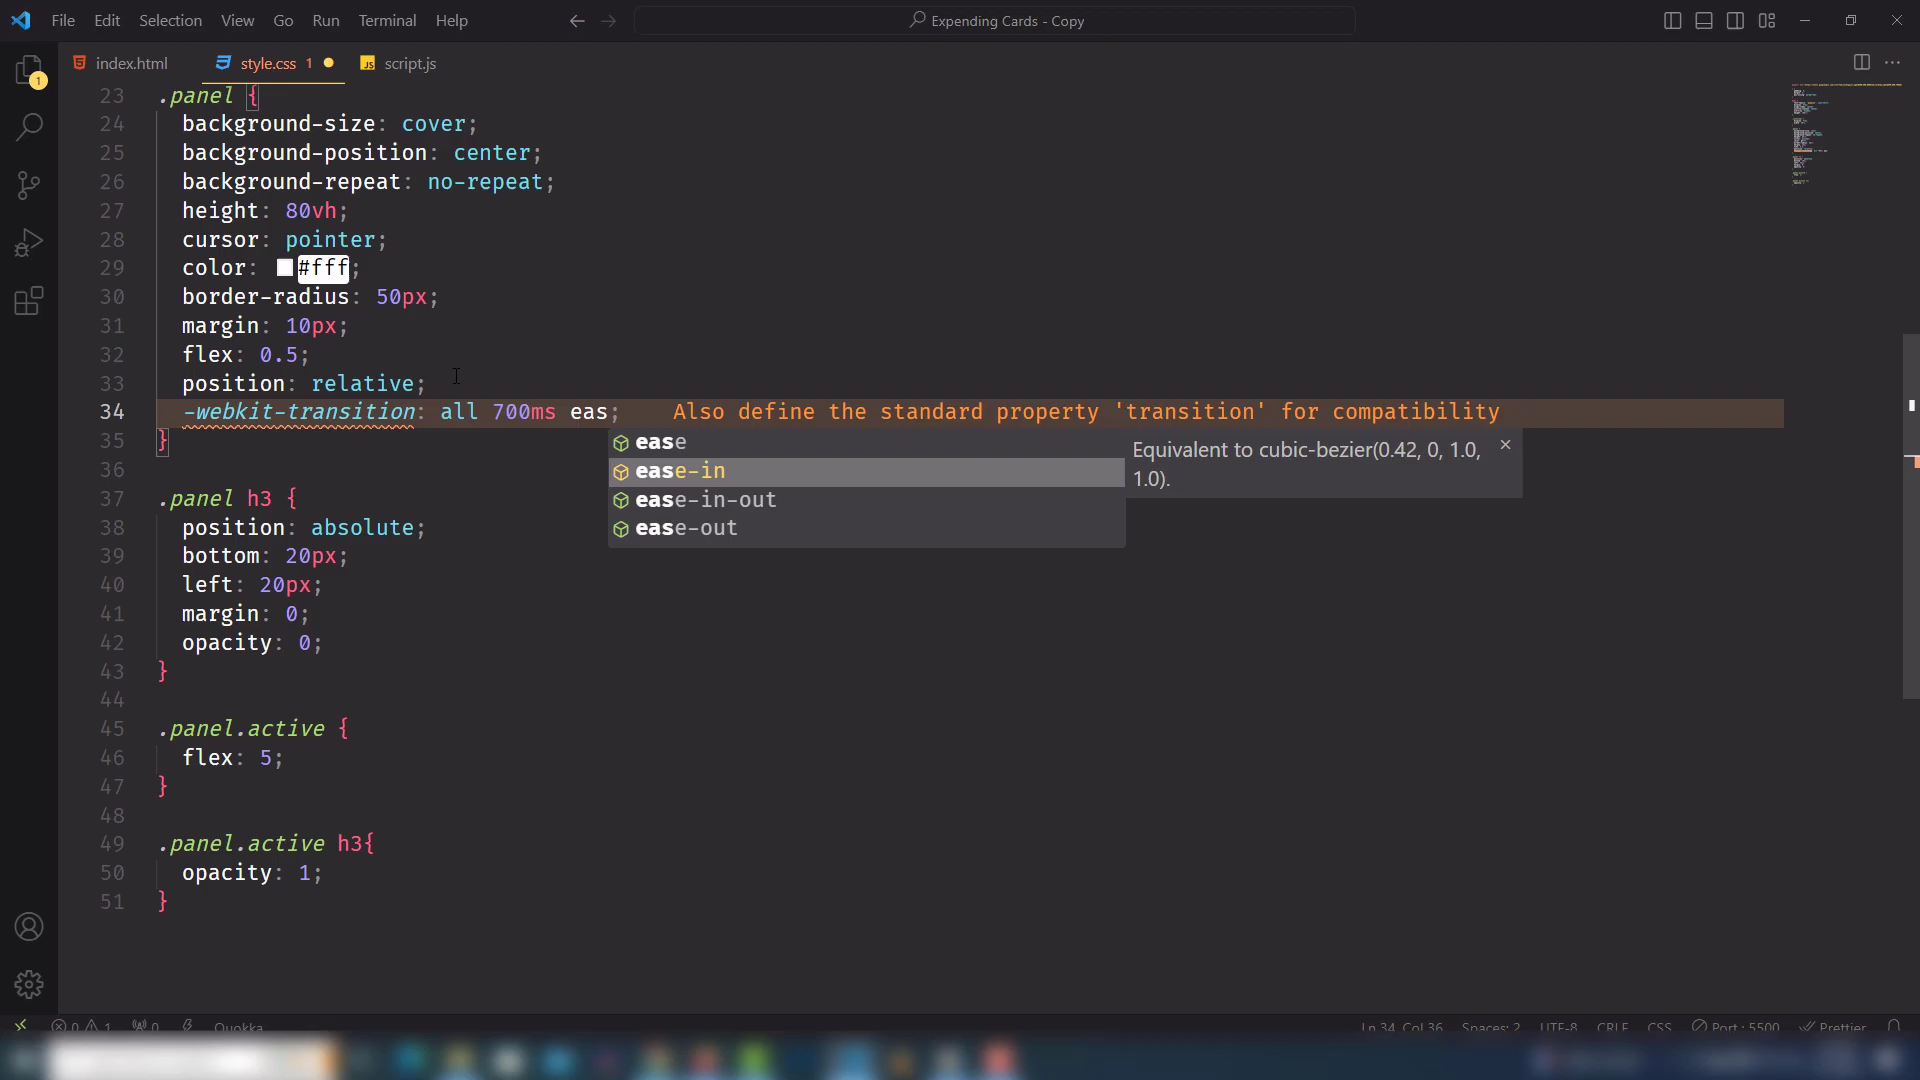 File Edit Selection View Go Run Terminal Help
Expending Cards - Copy
1
index.html
style.css 1
JS script.js
23 .panel {
24 background-size: cover;
25 background-position: center;
26 background-repeat: no-repeat;
27 height: 80vh;
28 cursor: pointer;
29 color: #fff;
30 border-radius: 50px;
31 margin: 10px;
32 flex: 0.5;
33 position: relative;
34 -webkit-transition: all 700ms eas; Also define the standard property 'transition' for compatibility
35 }
ease
ease-in
ease-in-out
ease-out
Equivalent to cubic-bezier(0.42, 0, 1.0,
1.0).
36
37 .panel h3 {
38 position: absolute;
39 bottom: 20px;
40 left: 20px;
41 margin: 0;
42 opacity: 0;
43 }
44
45 .panel.active {
46 flex: 5;
47 }
48
49 .panel.active h3{
50 opacity: 1;
51 }
0 1 0 Quokka
Ln 34, Col 36 Spaces: 2 UTF-8 CRLF CSS Port : 5500 Prettier